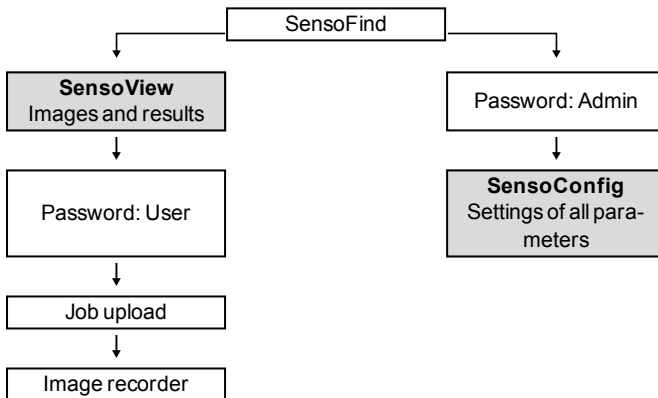 SensoFind
SensoView
Images and results
Password: User
Job upload
Image recorder
Password: Admin
SensoConfig
Settings of all para-
meters